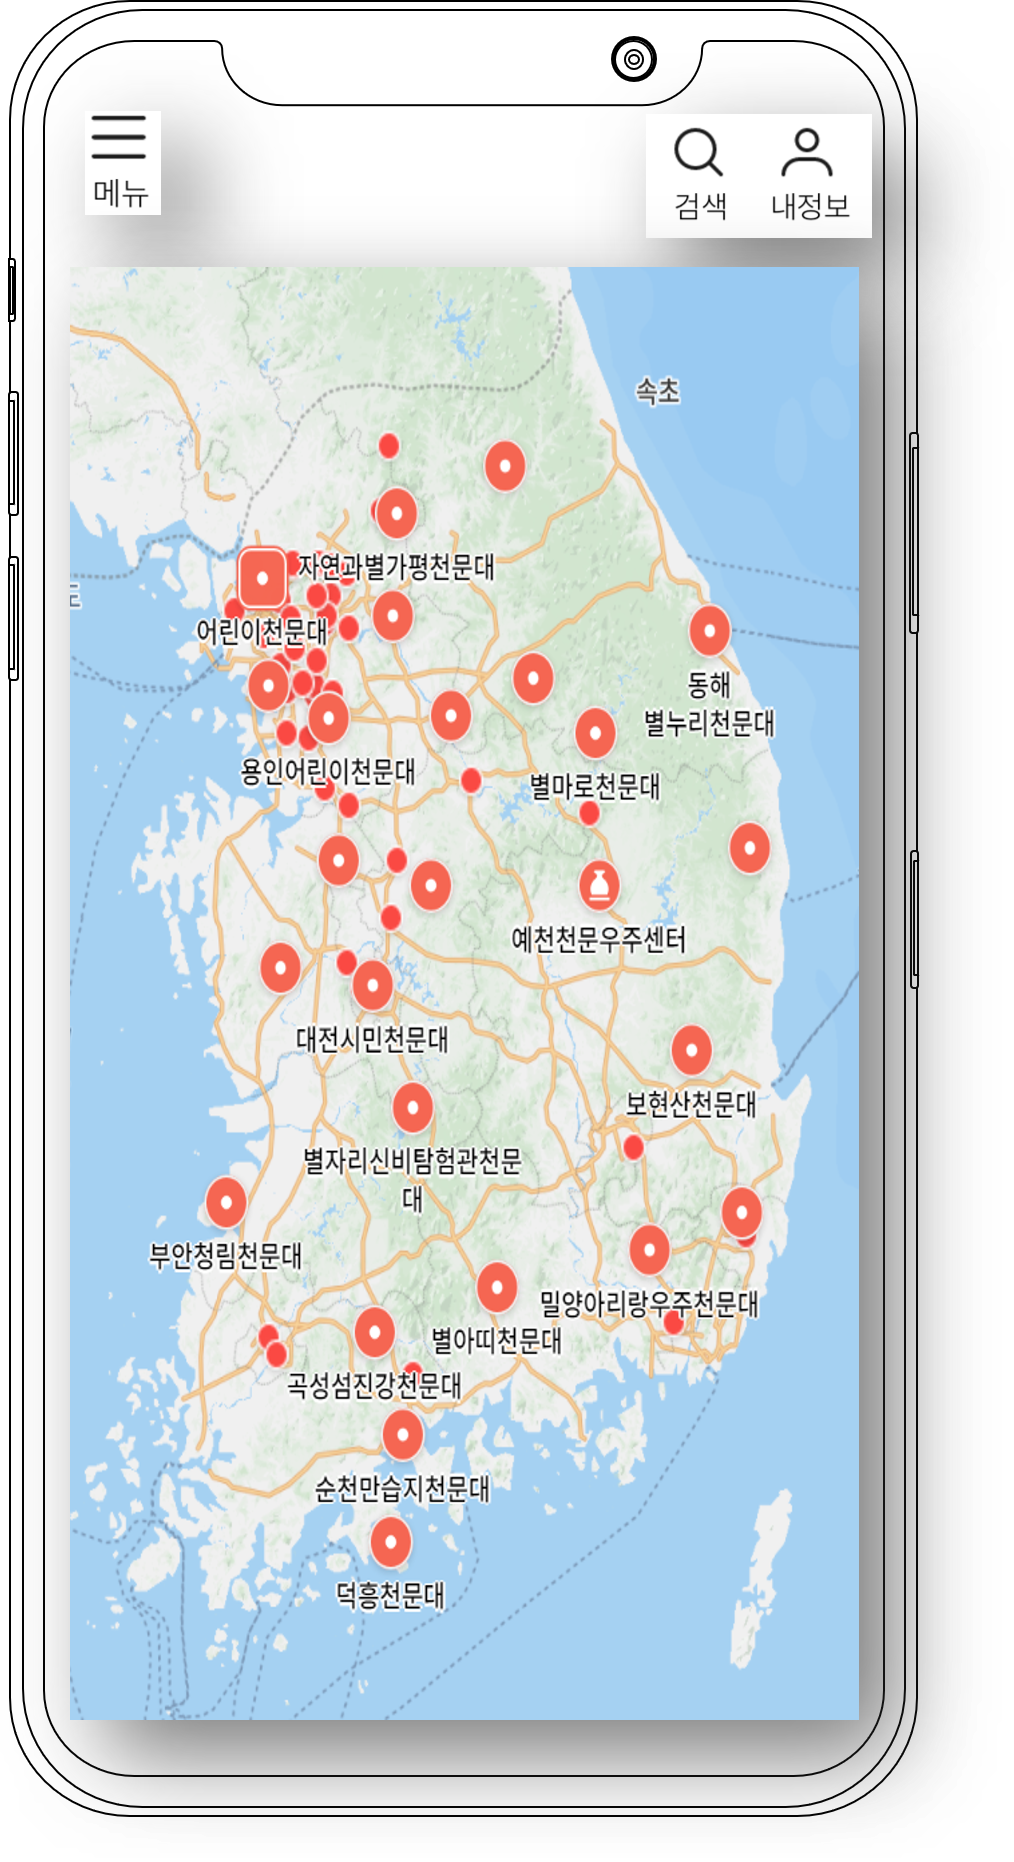 메뉴
검색
내정보
속초
자연과별가평천문대
어린이천문대
동해
별누리천문대
용인어린이천문대
별마로천문대
예천천문우주센터
대전시민천문대
보현산천문대
별자리신비탐험관천문
대
부안청림천문대
밀양아리랑우주천문대
별아띠천문대
곡성섬진강천문대
순천만습지천문대
덕흥천문대